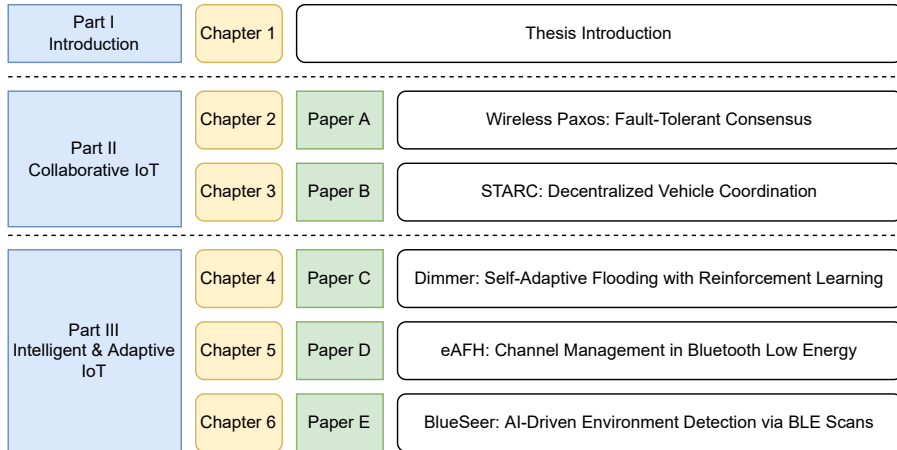 Part I
Introduction
Chapter 1
Thesis Introduction
Part II
Collaborative IoT
Chapter 2
Paper A
Wireless Paxos: Fault-Tolerant Consensus
Chapter 3
Paper B
STARC: Decentralized Vehicle Coordination
Part III
Intelligent & Adaptive
IoT
Chapter 4
Paper C
Dimmer: Self-Adaptive Flooding with Reinforcement Learning
Chapter 5
Paper D
eAFH: Channel Management in Bluetooth Low Energy
Chapter 6
Paper E
BlueSeer: AI-Driven Environment Detection via BLE Scans